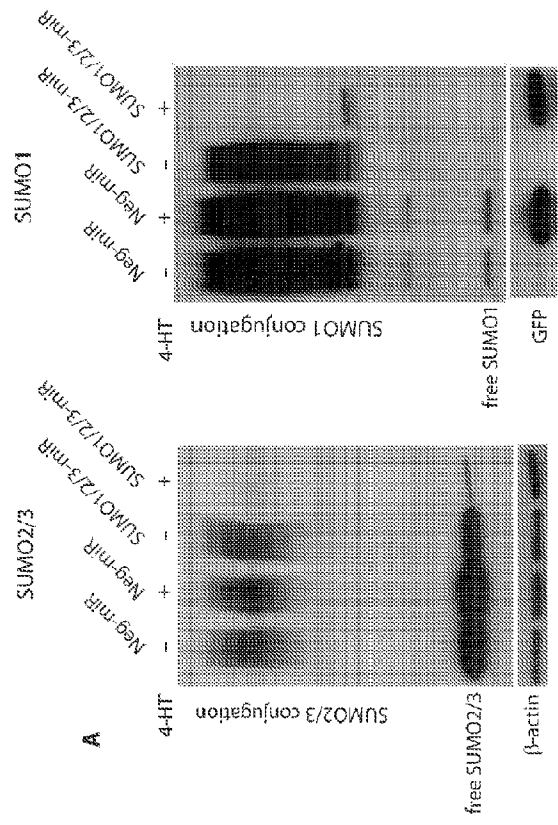 A
SUMO2/3
Neg-miR
Neg-miR
SUMO1/2/3-miR
SUMO1/2/3-miR
4-HT - + - +
SUMO2/3 conjugation
free SUMO2/3
β-actin
SUMO1
Neg-miR
Neg-miR
SUMO1/2/3-miR
SUMO1/2/3-miR
4-HT - + - +
SUMO1 conjugation
free SUMO1
GFP